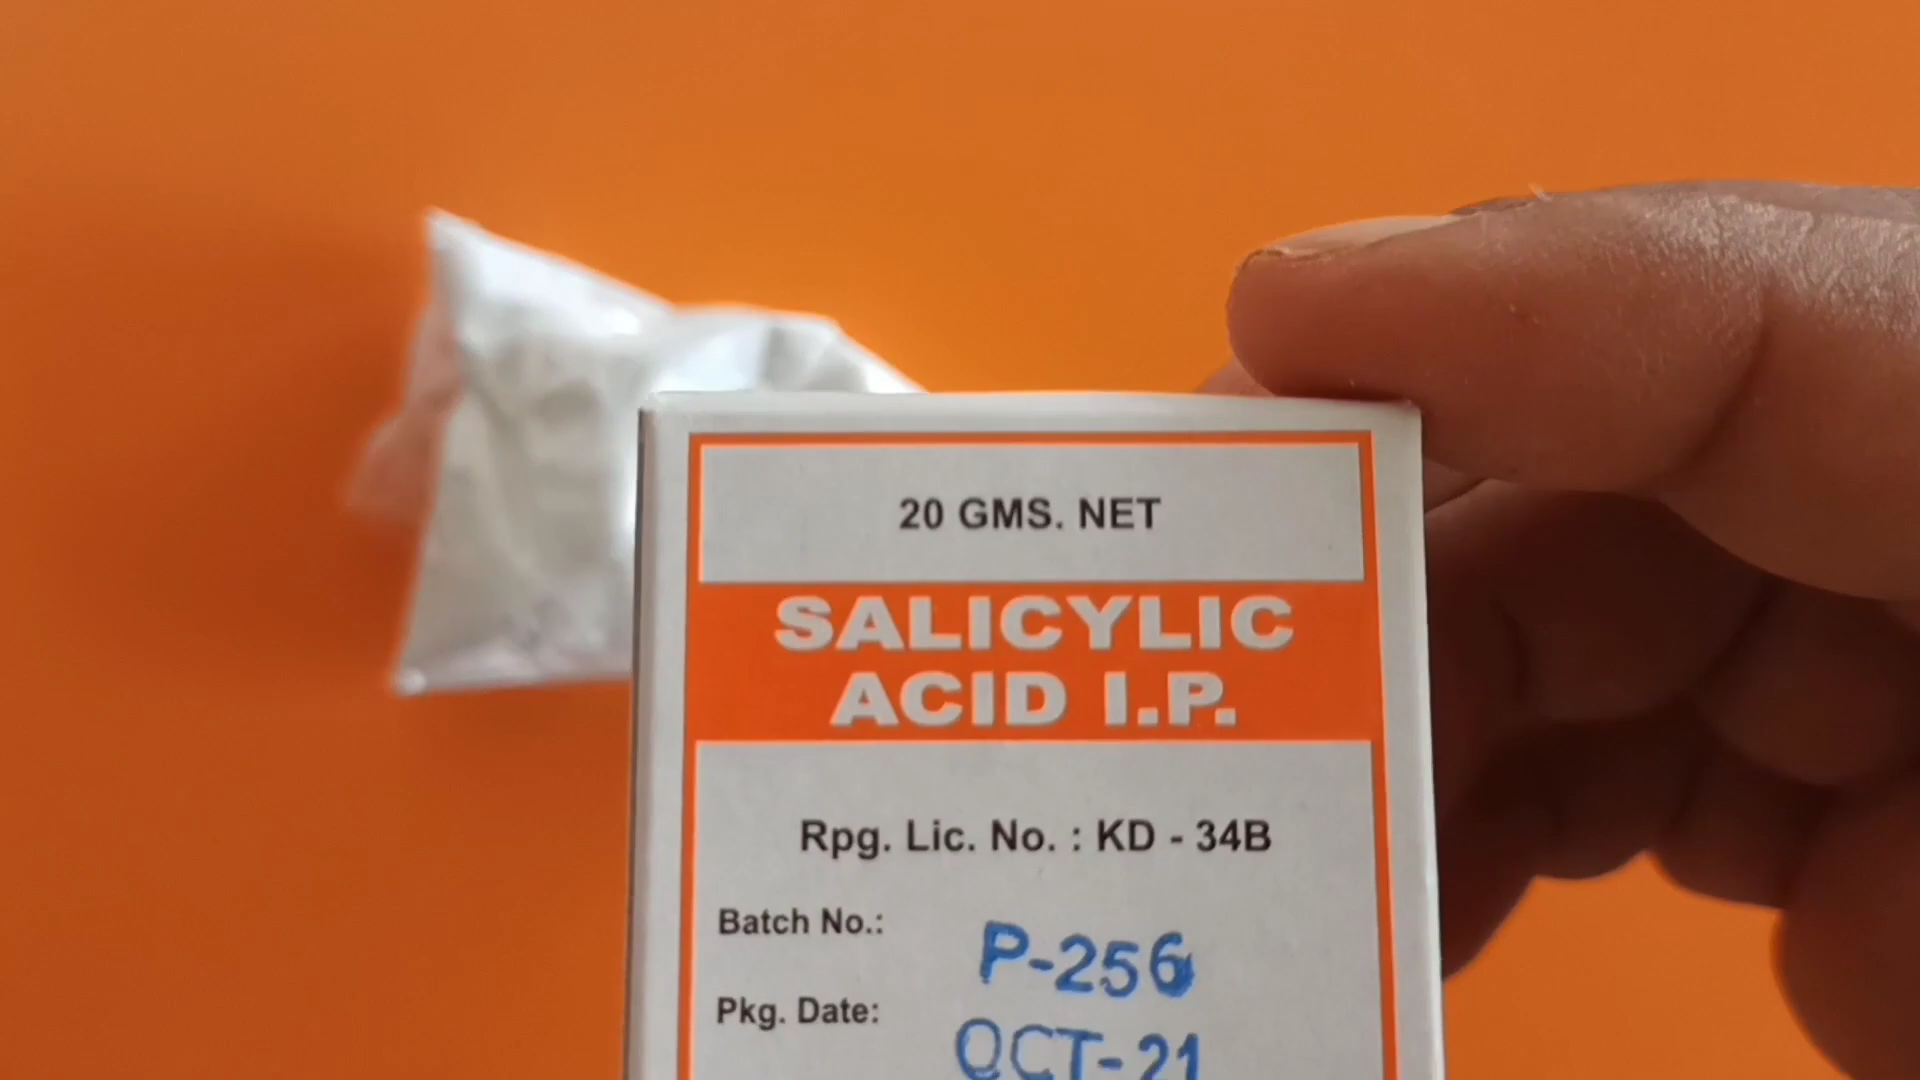 20 GMS. NET
SALICYLIC
ACID I.P.
Rpg. Lic. No. : KD - 34B
Batch No.: P-256
Pkg. Date: OCT-21